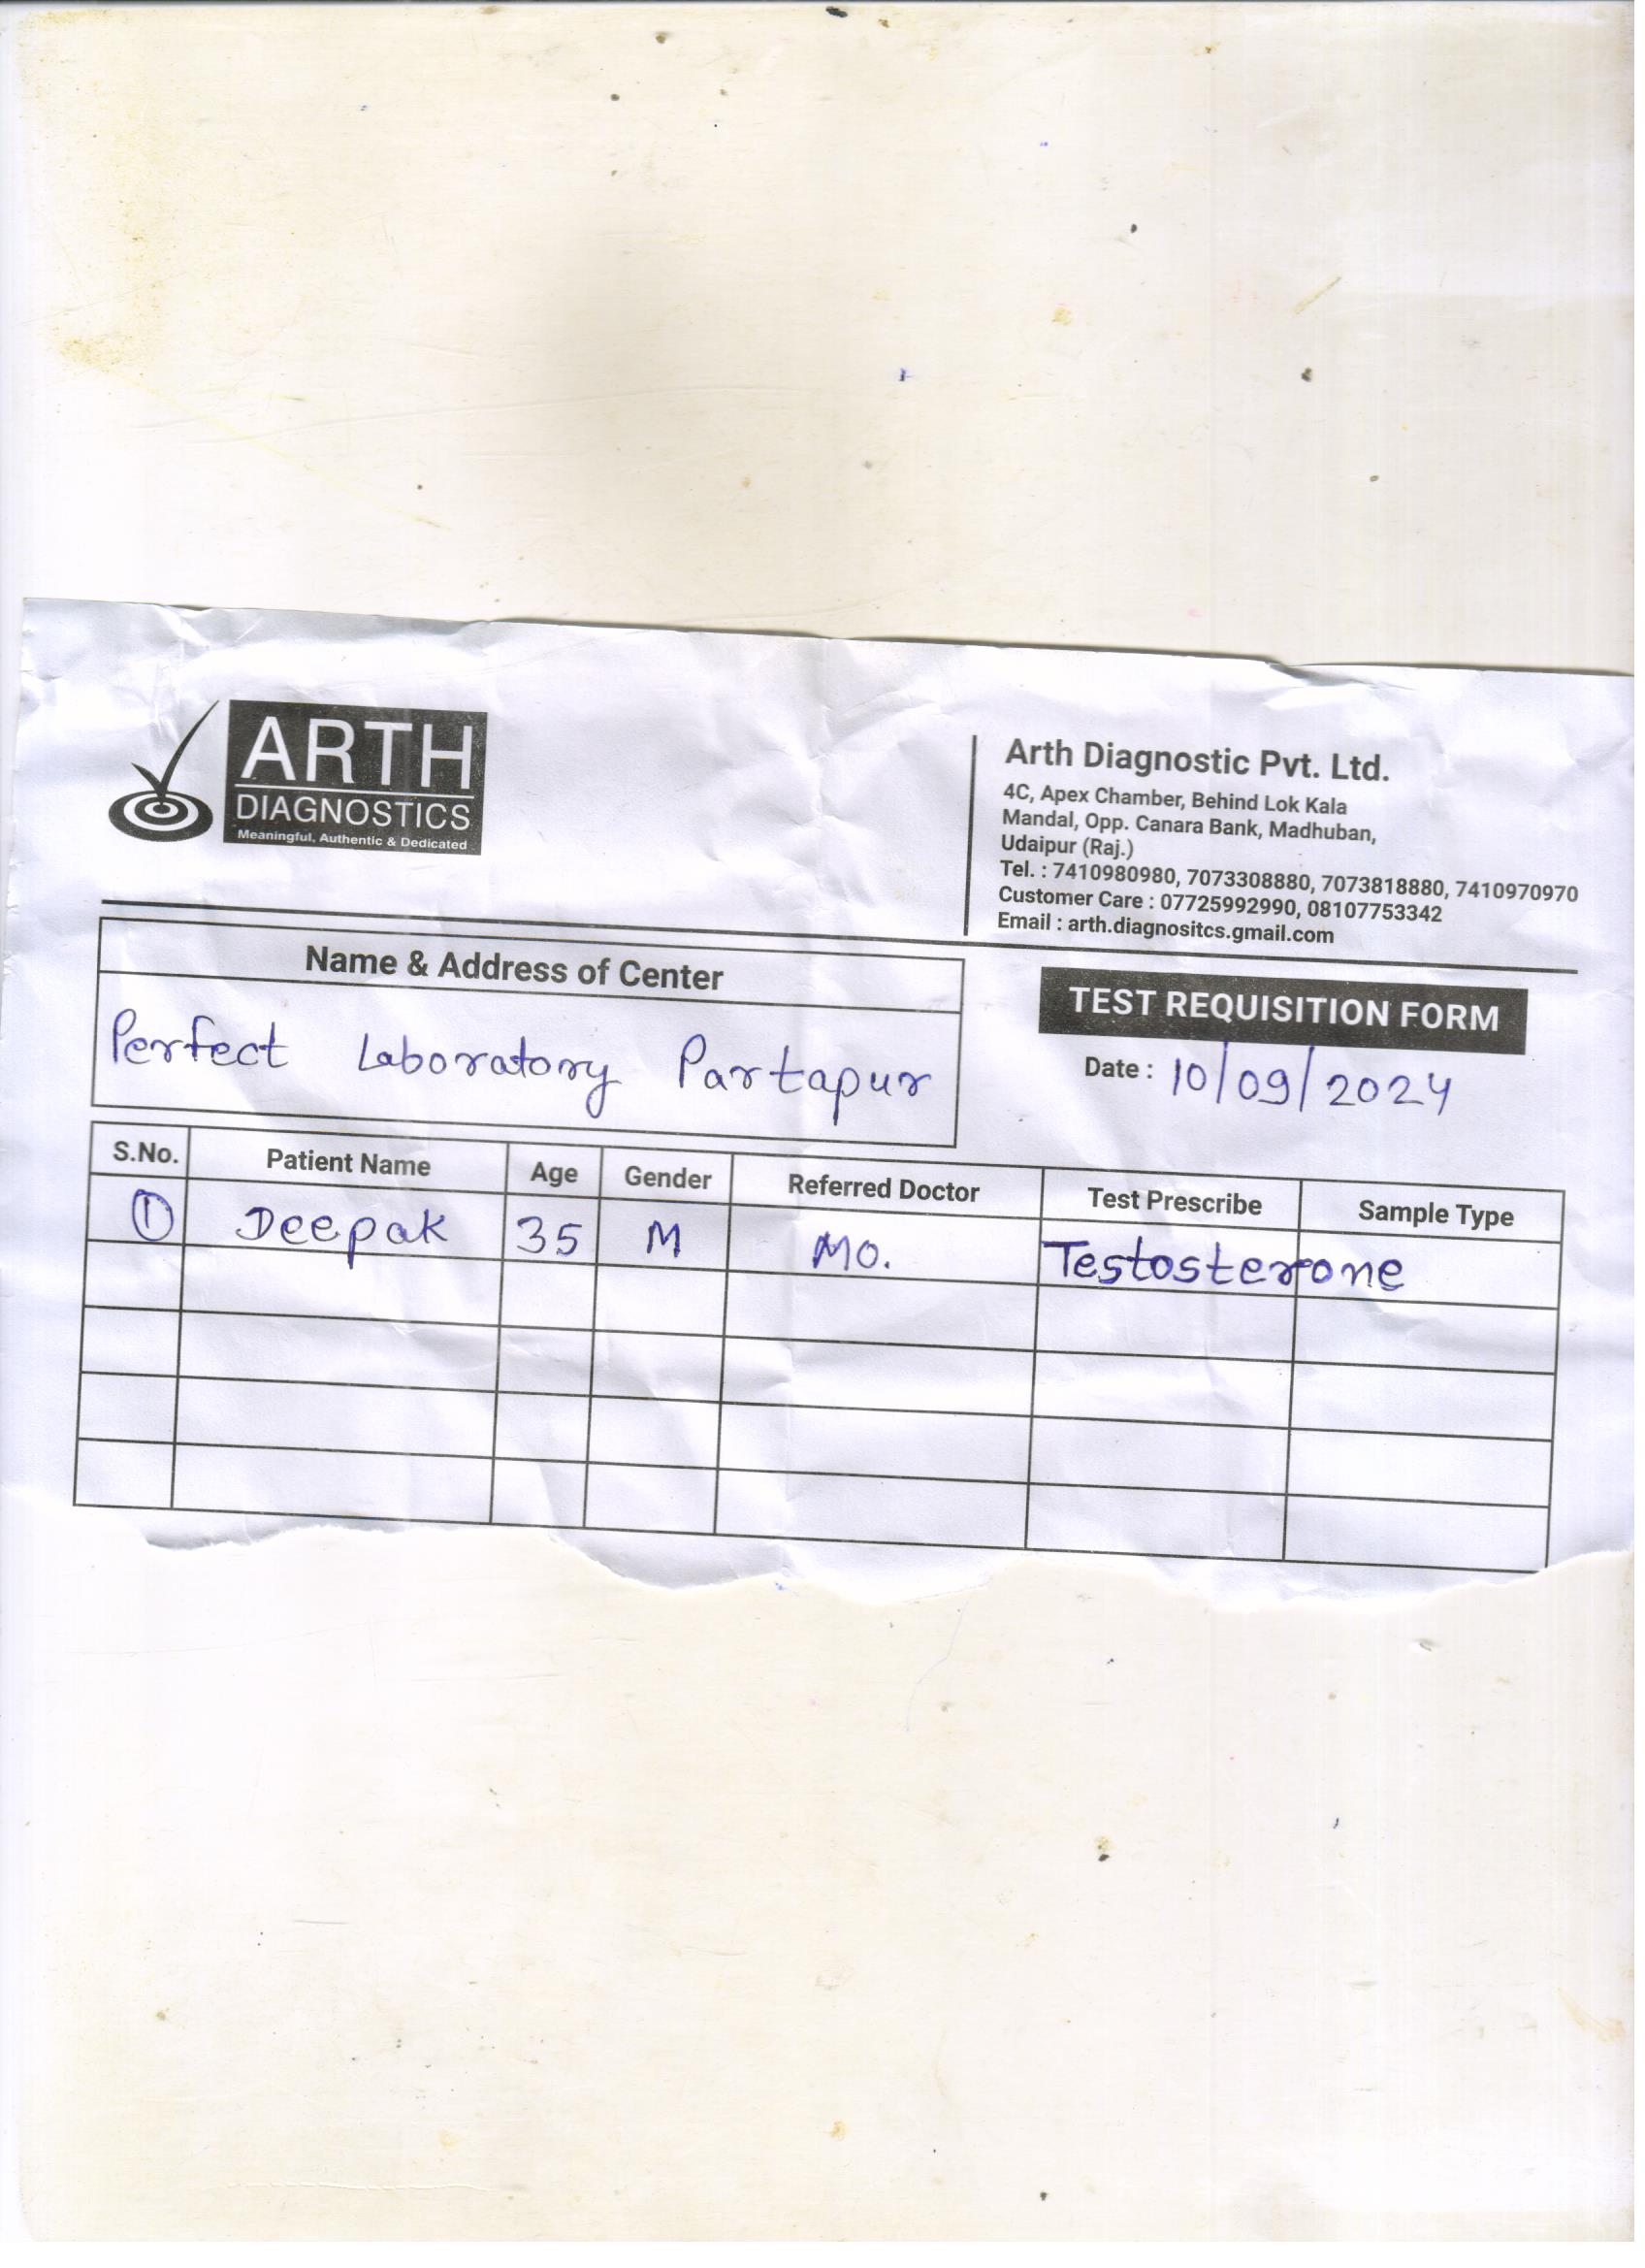 ARTH
DIAGNOSTICS
Meaningful, Authentic & Dedicated
Arth Diagnostic Pvt. Ltd.
4C, Apex Chamber, Behind Lok Kala
Mandal, Opp. Canara Bank, Madhuban,
Udaipur (Raj.)
Tel. : 7410980980, 7073308880, 7073818880, 7410970970
Customer Care : 07725992990, 08107753342
Email : arth.diagnositcs.gmail.com
Name & Address of Center
Perfect Laboratory Partapur
TEST REQUISITION FORM
Date : 10/09/2024
S.No. Patient Name Age Gender Referred Doctor Test Prescribe Sample Type
1 Deepak 35 M MO. Testosterone